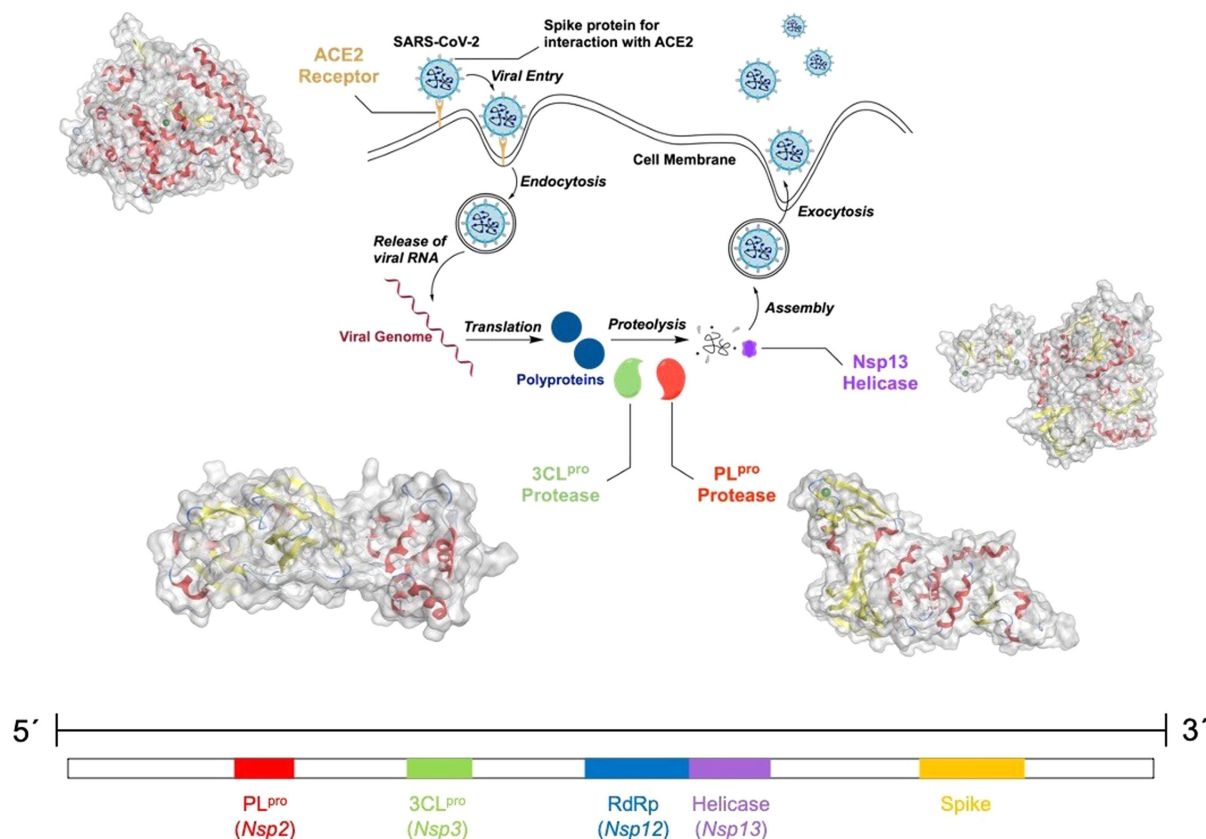 Spike protein for
interaction with ACE2
SARS-CoV-2
ACE2
Receptor
Viral Entry
Cell Membrane
Endocytosis
Exocytosis
Release of
viral RNA
Assembly
Viral Genome
Translation
Proteolysis
Polyproteins
Nsp13
Helicase
3CLpro
Protease
PLpro
Protease
5´
3´
PLpro
(Nsp2)
3CLpro
(Nsp3)
RdRp
(Nsp12)
Helicase
(Nsp13)
Spike